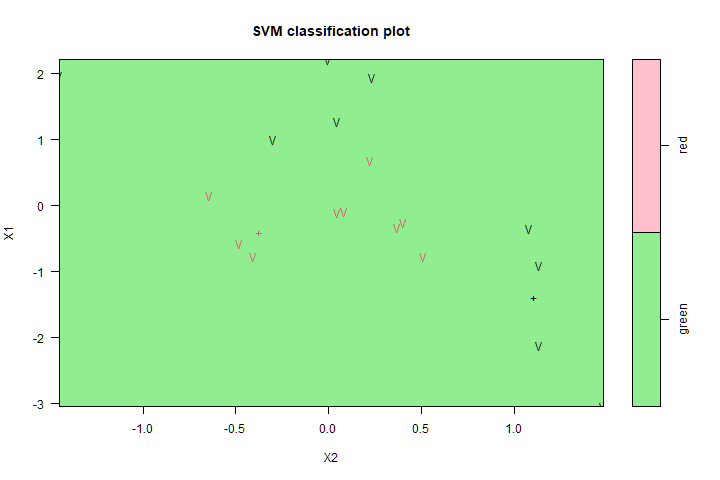 SVM classification plot
2
1
0
-1
-2
-3
X1
-1.0
-0.5
0.0
0.5
1.0
X2
red
green
V
V
V
V
V
V
V V
V V
V
V
+
V
V
V
+
V
V